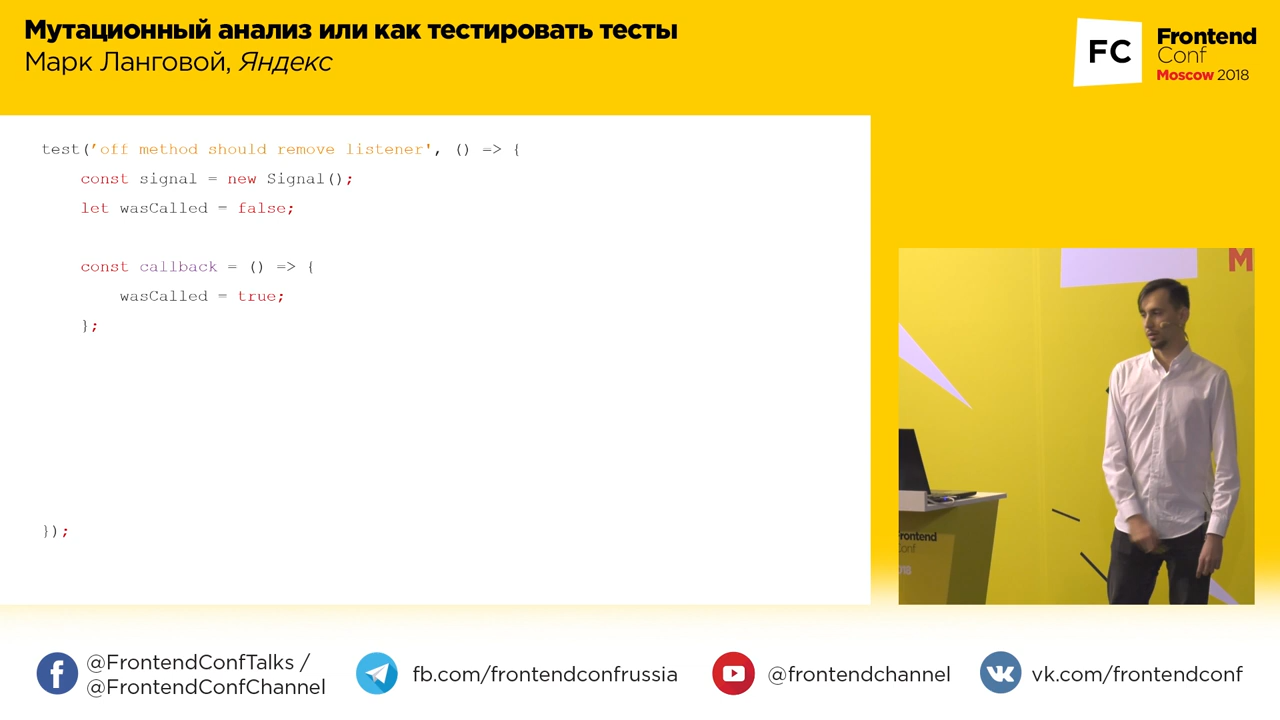 Мутационный анализ или как тестировать тесты
Марк Ланговой, Яндекс
FC
Frontend
Conf
Moscow 2018
test('off method should remove listener', () => {
    const signal = new Signal();
    let wasCalled = false;
    const callback = () => {
        wasCalled = true;
    };
});
M
Frontend
Conf
@FrontendConfTalks /
@FrontendConfChannel
fb.com/frontendconfrussia
@frontendchannel
vk.com/frontendconf